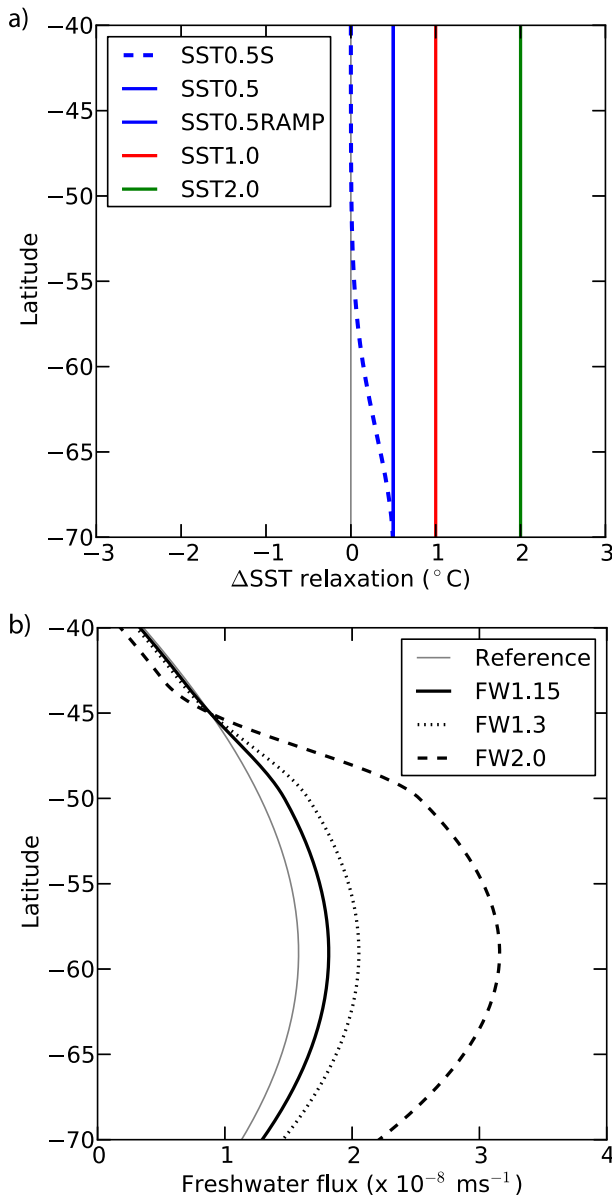 a)
−40
−45
−50
−55
−60
−65
−70
Latitude
SST0.5S
SST0.5
SST0.5RAMP
SST1.0
SST2.0
−3 −2 −1 0 1 2 3
ΔSST relaxation (°C)
b)
−40
−45
−50
−55
−60
−65
−70
Latitude
Reference
FW1.15
FW1.3
FW2.0
0 1 2 3 4
Freshwater flux (x 10⁻⁸ ms⁻¹)